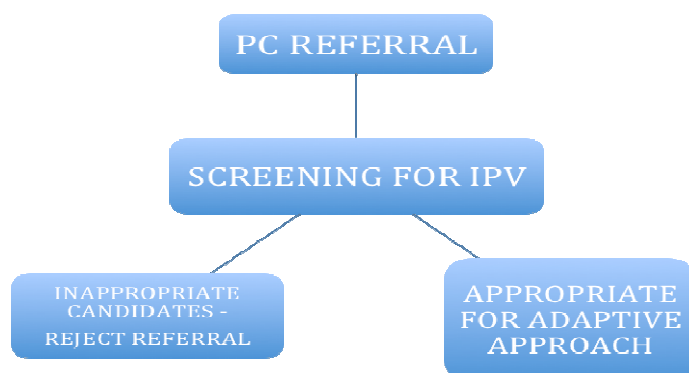 PC REFERRAL
SCREENING FOR IPV
INAPPROPRIATE
CANDIDATES -
REJECT REFERRAL
APPROPRIATE
FOR ADAPTIVE
APPROACH